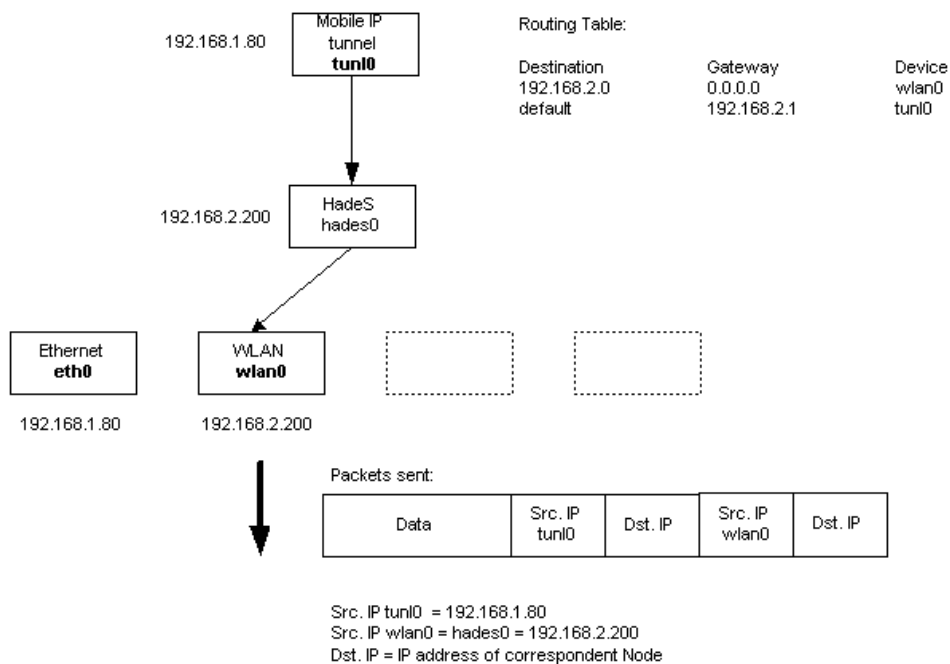 192.168.1.80
Mobile IP
tunnel
tunl0
Routing Table:
Destination Gateway Device
192.168.2.0 0.0.0.0 wlan0
default 192.168.2.1 tunl0
192.168.2.200
HadeS
hades0
Ethernet
eth0
WLAN
wlan0
192.168.1.80
192.168.2.200
Packets sent:
Data
Src. IP
tunl0
Dst. IP
Src. IP
wlan0
Dst. IP
Src. IP tunl0 = 192.168.1.80
Src. IP wlan0 = hades0 = 192.168.2.200
Dst. IP = IP address of correspondent Node